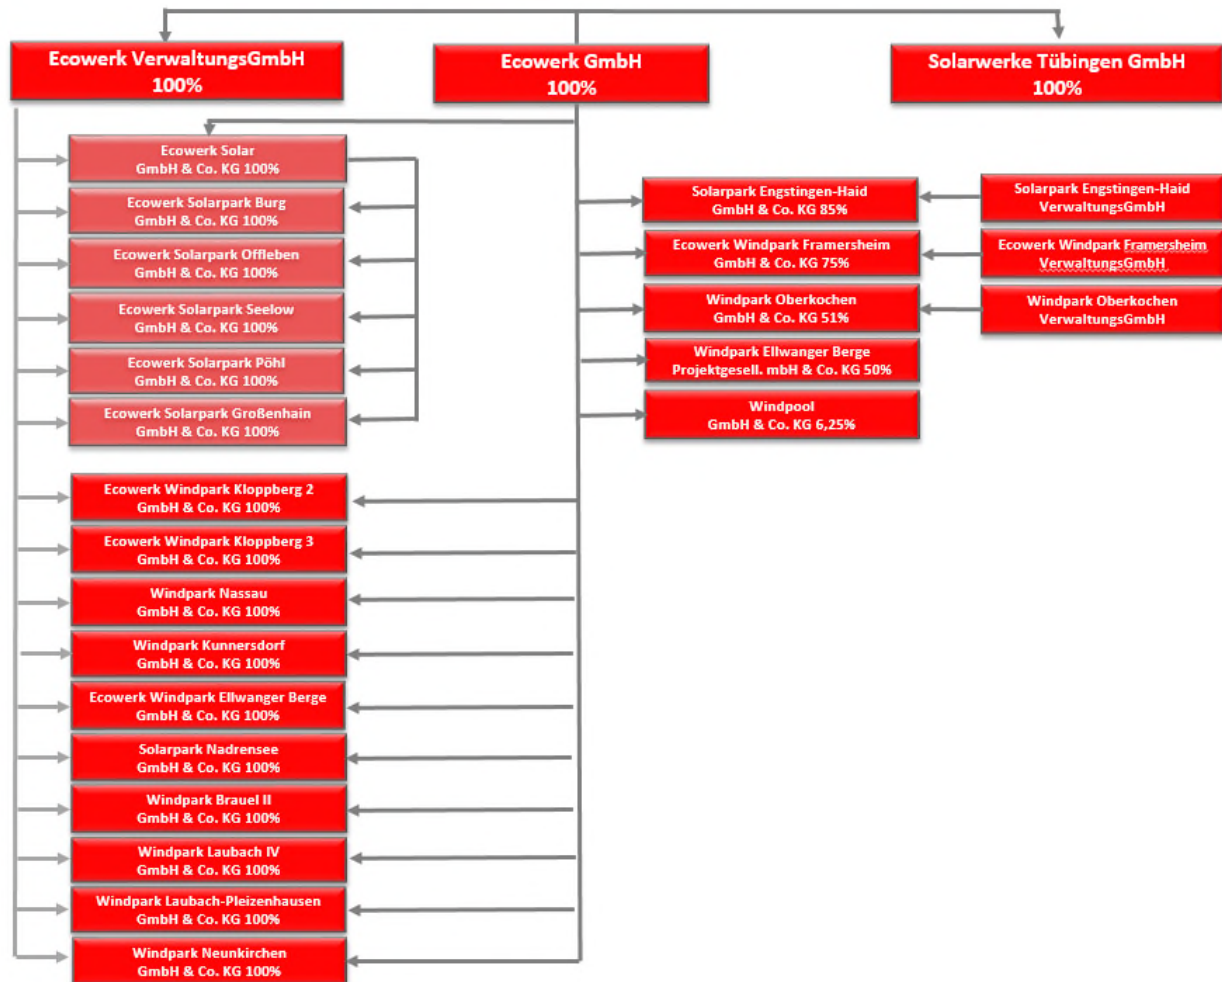 Ecowerk VerwaltungsGmbH
100%
Ecowerk GmbH
100%
Solarwerke Tübingen GmbH
100%
Ecowerk Solar
GmbH & Co. KG 100%
Ecowerk Solarpark Burg
GmbH & Co. KG 100%
Ecowerk Solarpark Offleben
GmbH & Co. KG 100%
Ecowerk Solarpark Seelow
GmbH & Co. KG 100%
Ecowerk Solarpark Pöhl
GmbH & Co. KG 100%
Ecowerk Solarpark Großenhain
GmbH & Co. KG 100%
Ecowerk Windpark Kloppberg 2
GmbH & Co. KG 100%
Ecowerk Windpark Kloppberg 3
GmbH & Co. KG 100%
Windpark Nassau
GmbH & Co. KG 100%
Windpark Kunnersdorf
GmbH & Co. KG 100%
Ecowerk Windpark Ellwanger Berge
GmbH & Co. KG 100%
Solarpark Nadrensee
GmbH & Co. KG 100%
Windpark Brauel II
GmbH & Co. KG 100%
Windpark Laubach IV
GmbH & Co. KG 100%
Windpark Laubach-Pleizenhausen
GmbH & Co. KG 100%
Windpark Neunkirchen
GmbH & Co. KG 100%
Solarpark Engstingen-Haid
GmbH & Co. KG 85%
Ecowerk Windpark Framersheim
GmbH & Co. KG 75%
Windpark Oberkochen
GmbH & Co. KG 51%
Windpark Ellwanger Berge
Projektgesell. mbH & Co. KG 50%
Windpool
GmbH & Co. KG 6,25%
Solarpark Engstingen-Haid
VerwaltungsGmbH
Ecowerk Windpark Framersheim
VerwaltungsGmbH
Windpark Oberkochen
VerwaltungsGmbH